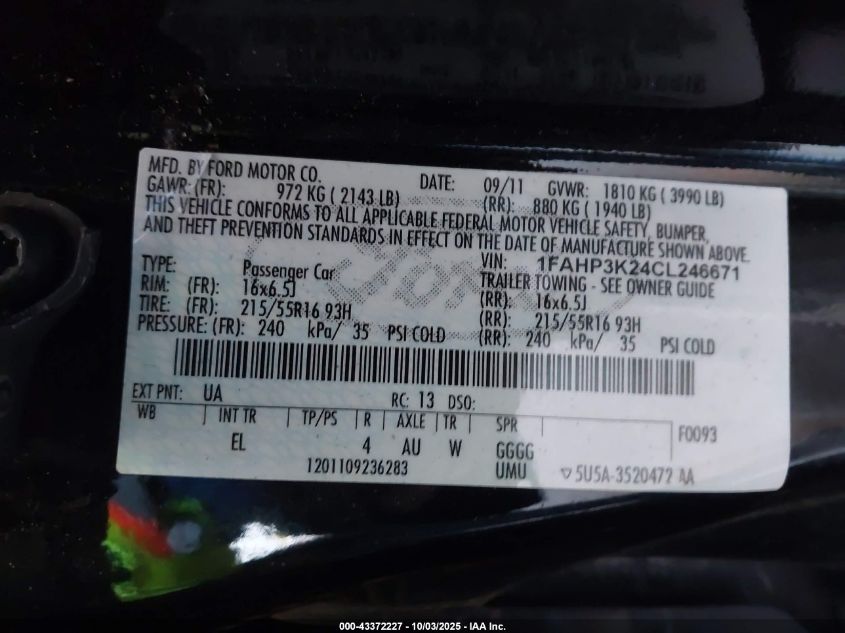 MFD. BY FORD MOTOR CO. DATE: 09/11 GVWR: 1810 KG ( 3990 LB)
GAWR: (FR): 972 KG ( 2143 LB) (RR): 880 KG ( 1940 LB)
THIS VEHICLE CONFORMS TO ALL APPLICABLE FEDERAL MOTOR VEHICLE SAFETY, BUMPER,
AND THEFT PREVENTION STANDARDS IN EFFECT ON THE DATE OF MANUFACTURE SHOWN ABOVE.
VIN: 1FAHP3K24CL246671
TYPE: Passenger Car TRAILER TOWING - SEE OWNER GUIDE
RIM: (FR): 16x6.5J (RR): 16x6.5J
TIRE: (FR): 215/55R16 93H (RR): 215/55R16 93H
PRESSURE: (FR): 240 kPa/ 35 PSI COLD (RR): 240 kPa/ 35 PSI COLD
EXT PNT: UA RC: 13 DSO:
WB INT TR TP/PS R AXLE TR SPR F0093
EL 4 AU W GGGG
1201109236283 UMU ▽5U5A-3520472 AA
000-43372227 - 10/03/2025 - IAA Inc.